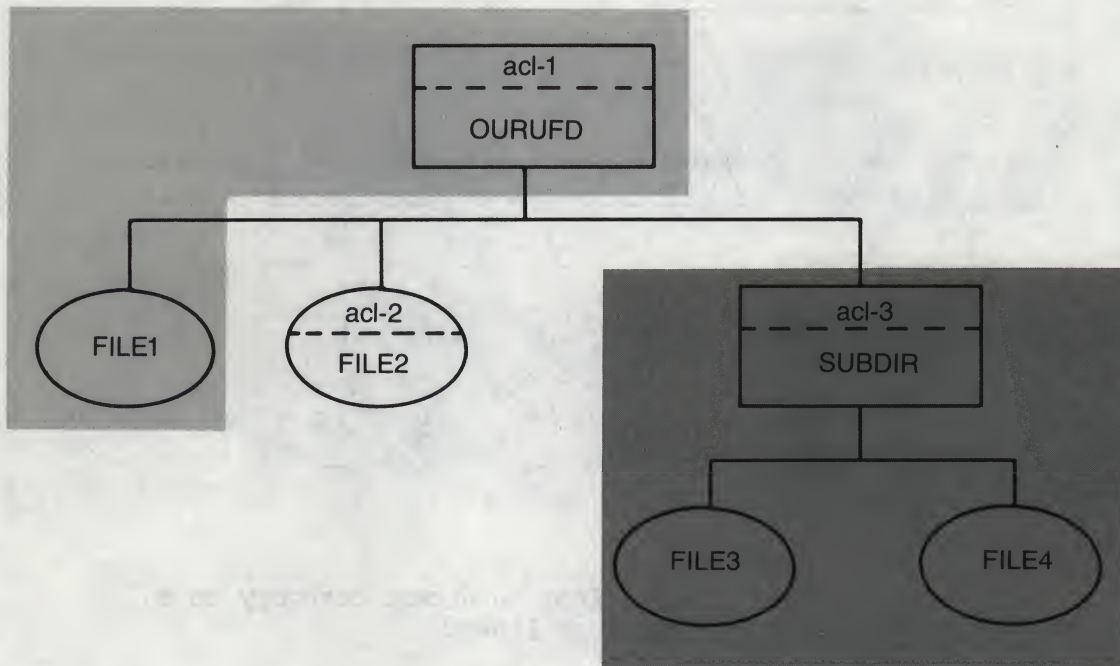 acl-1
OURUFD
FILE1
acl-2
FILE2
acl-3
SUBDIR
FILE3
FILE4